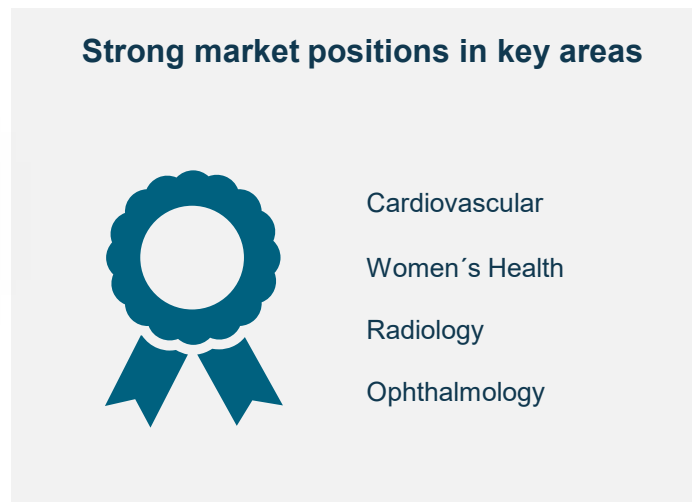 Strong market positions in key areas
Cardiovascular
Women´s Health
Radiology
Ophthalmology